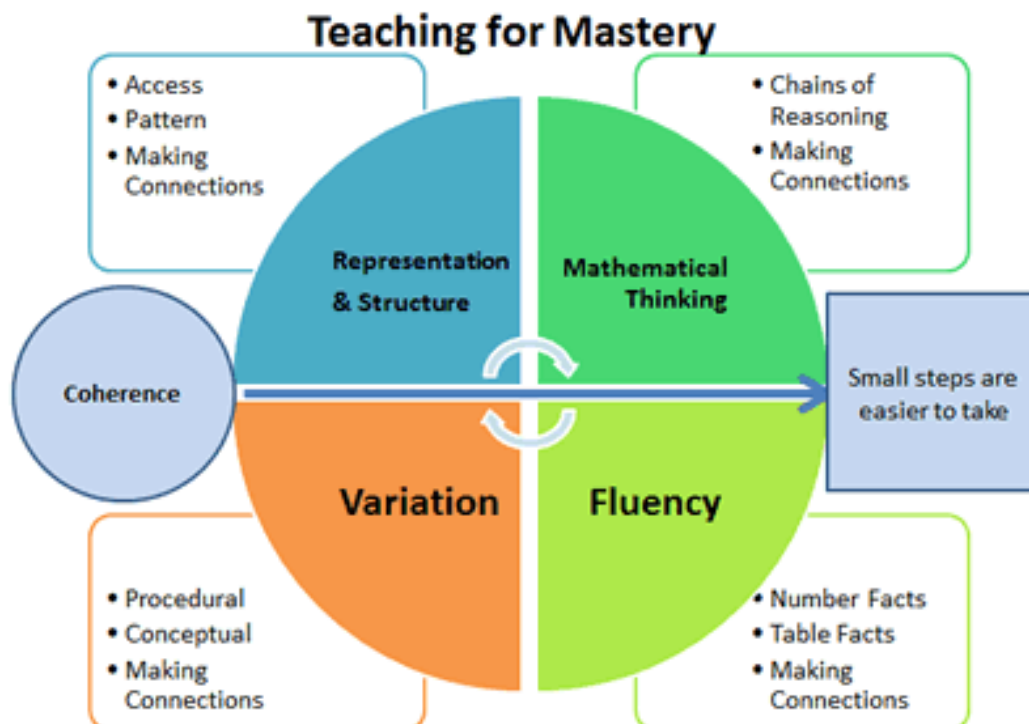 Teaching for Mastery
• Access
• Pattern
• Making
Connections
• Chains of
Reasoning
• Making
Connections
Representation
& Structure
Mathematical
Thinking
Coherence
Small steps are
easier to take
Variation
Fluency
• Procedural
• Conceptual
• Making
Connections
• Number Facts
• Table Facts
• Making
Connections